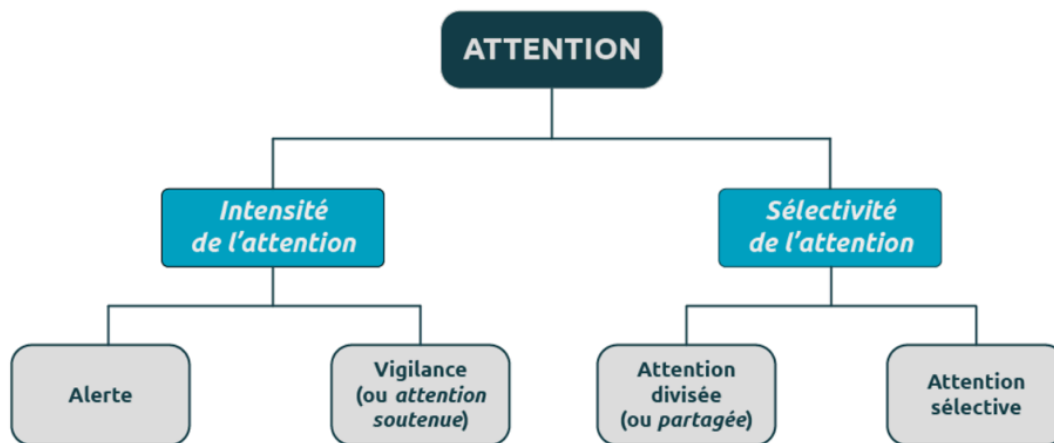 ATTENTION
Intensité
de l'attention
Sélectivité
de l'attention
Alerte
Vigilance
(ou attention
soutenue)
Attention
divisée
(ou partagée)
Attention
sélective